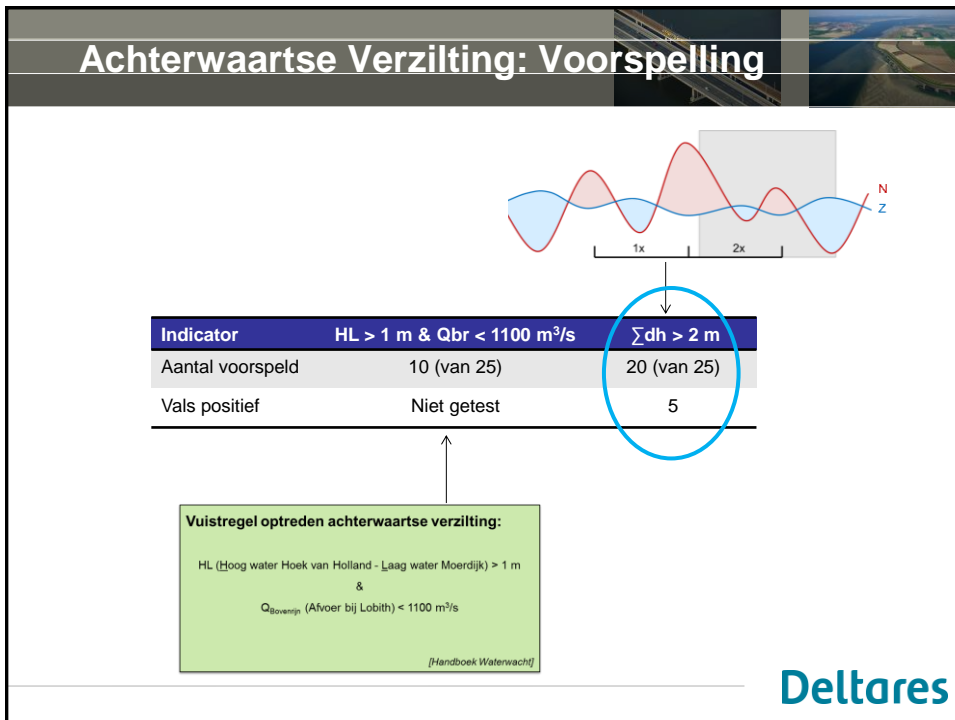 Achterwaartse Verzilting: Voorspelling
N
Z
1x 2x
Indicator HL > 1 m & Qbr < 1100 m³/s ∑dh > 2 m
Aantal voorspeld 10 (van 25) 20 (van 25)
Vals positief Niet getest 5
Vuistregel optreden achterwaartse verzilting:
HL (Hoog water Hoek van Holland - Laag water Moerdijk) > 1 m
&
Q_Bovenrijn (Afvoer bij Lobith) < 1100 m³/s
[Handboek Waterwacht]
Deltares